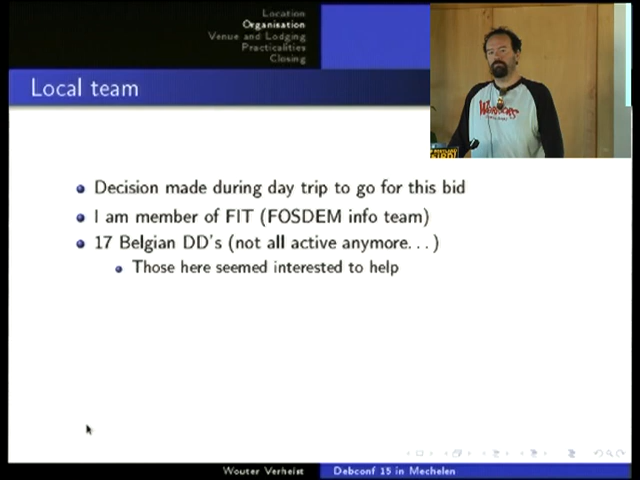 Location
Organisation
Venue and Lodging
Practicalities
Closing
Local team
Decision made during day trip to go for this bid
I am member of FIT (FOSDEM info team)
17 Belgian DD's (not all active anymore...)
Those here seemed interested to help
Wouter Verhelst
Debconf 15 in Mechelen